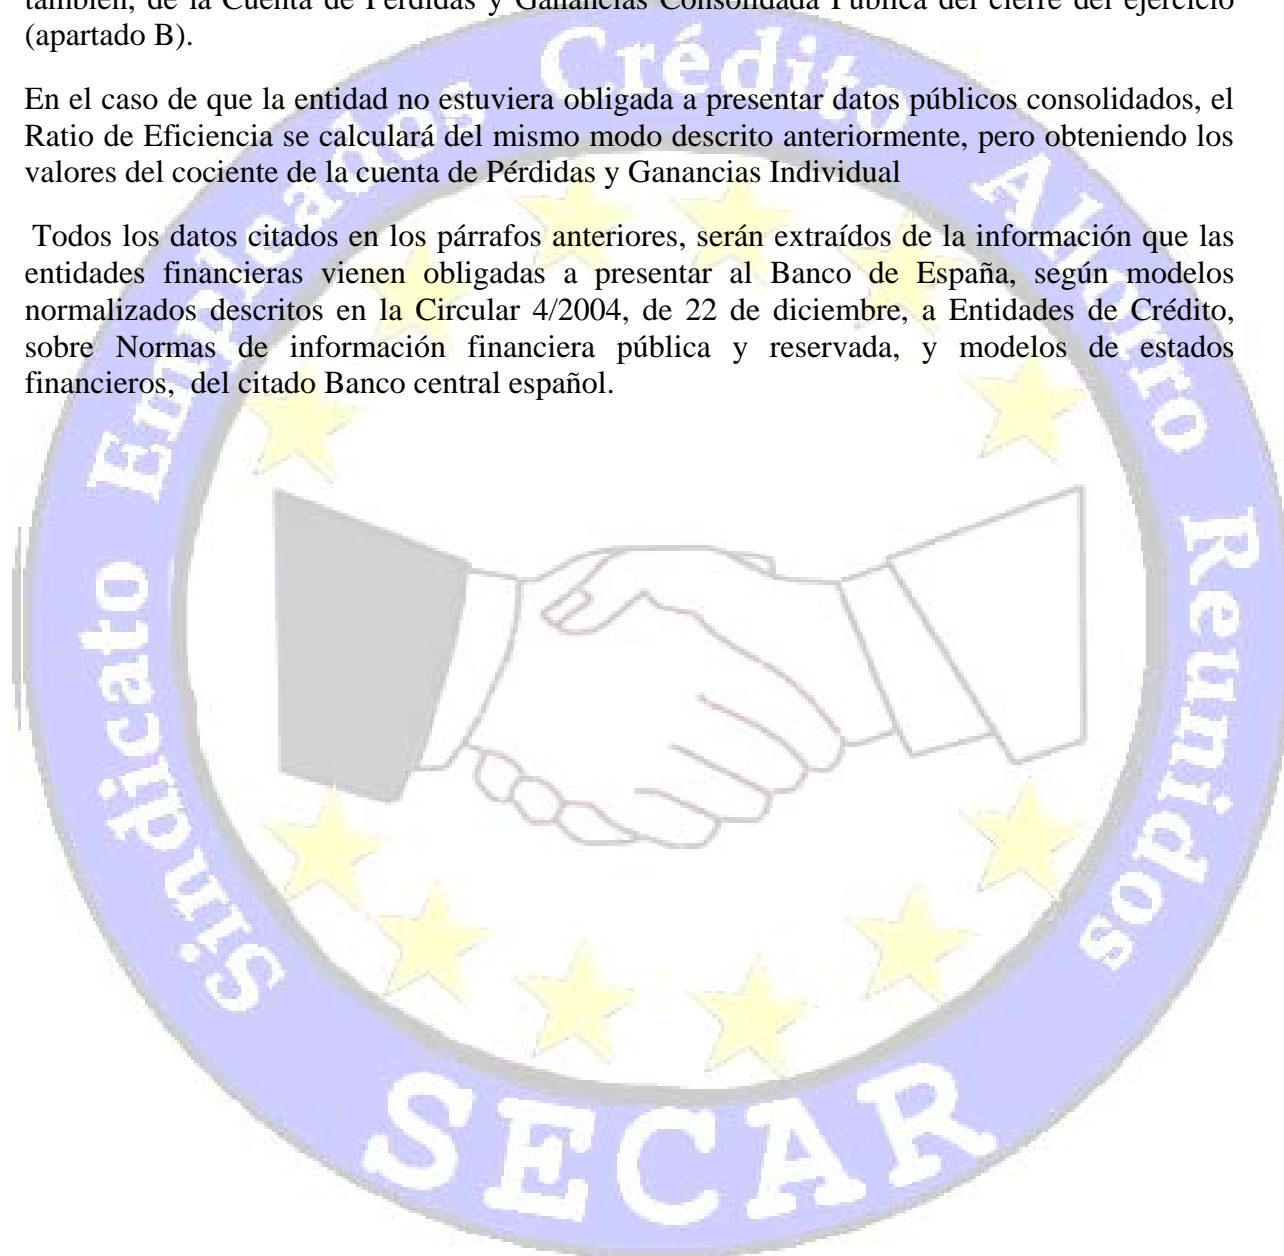 también, de la Cuenta de Pérdidas y Ganancias Consolidada Pública del cierre del ejercicio
(apartado B).
En el caso de que la entidad no estuviera obligada a presentar datos públicos consolidados, el
Ratio de Eficiencia se calculará del mismo modo descrito anteriormente, pero obteniendo los
valores del cociente de la cuenta de Pérdidas y Ganancias Individual
Todos los datos citados en los párrafos anteriores, serán extraídos de la información que las
entidades financieras vienen obligadas a presentar al Banco de España, según modelos
normalizados descritos en la Circular 4/2004, de 22 de diciembre, a Entidades de Crédito,
sobre Normas de información financiera pública y reservada, y modelos de estados
financieros, del citado Banco central español.
Sindicato Empleados Crédito Ahorro Reunidos
SECAR